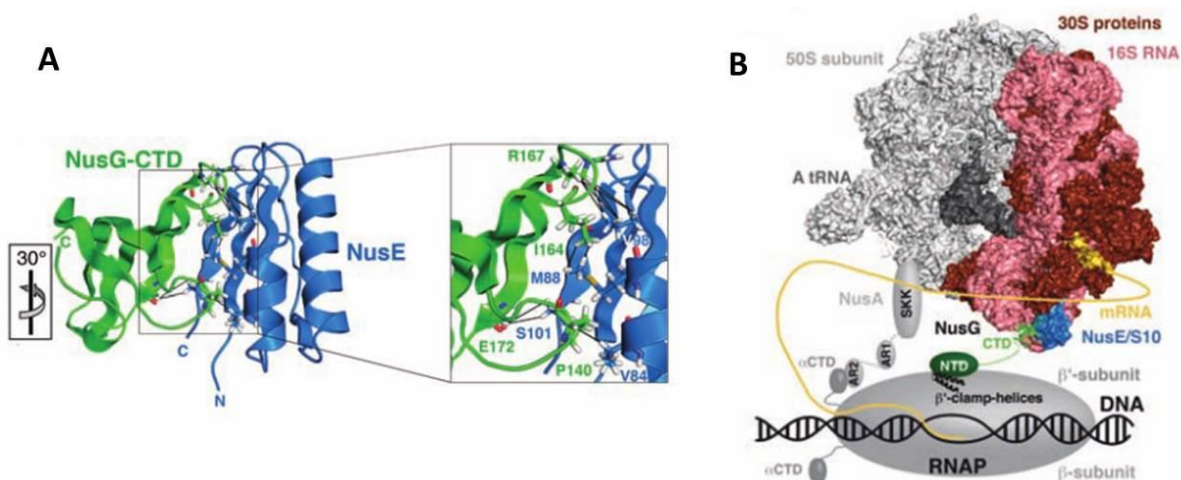 A
NusG-CTD
C
30°
NusE
C
N
R167
V98
I164
M88
S101
E172
P140
V84
B
30S proteins
16S RNA
50S subunit
A tRNA
NusA
SKK
NusG
mRNA
CTD
NusE/S10
αCTD
AR2
AR1
NTD
β'-subunit
β'-clamp-helices
DNA
RNAP
αCTD
β-subunit